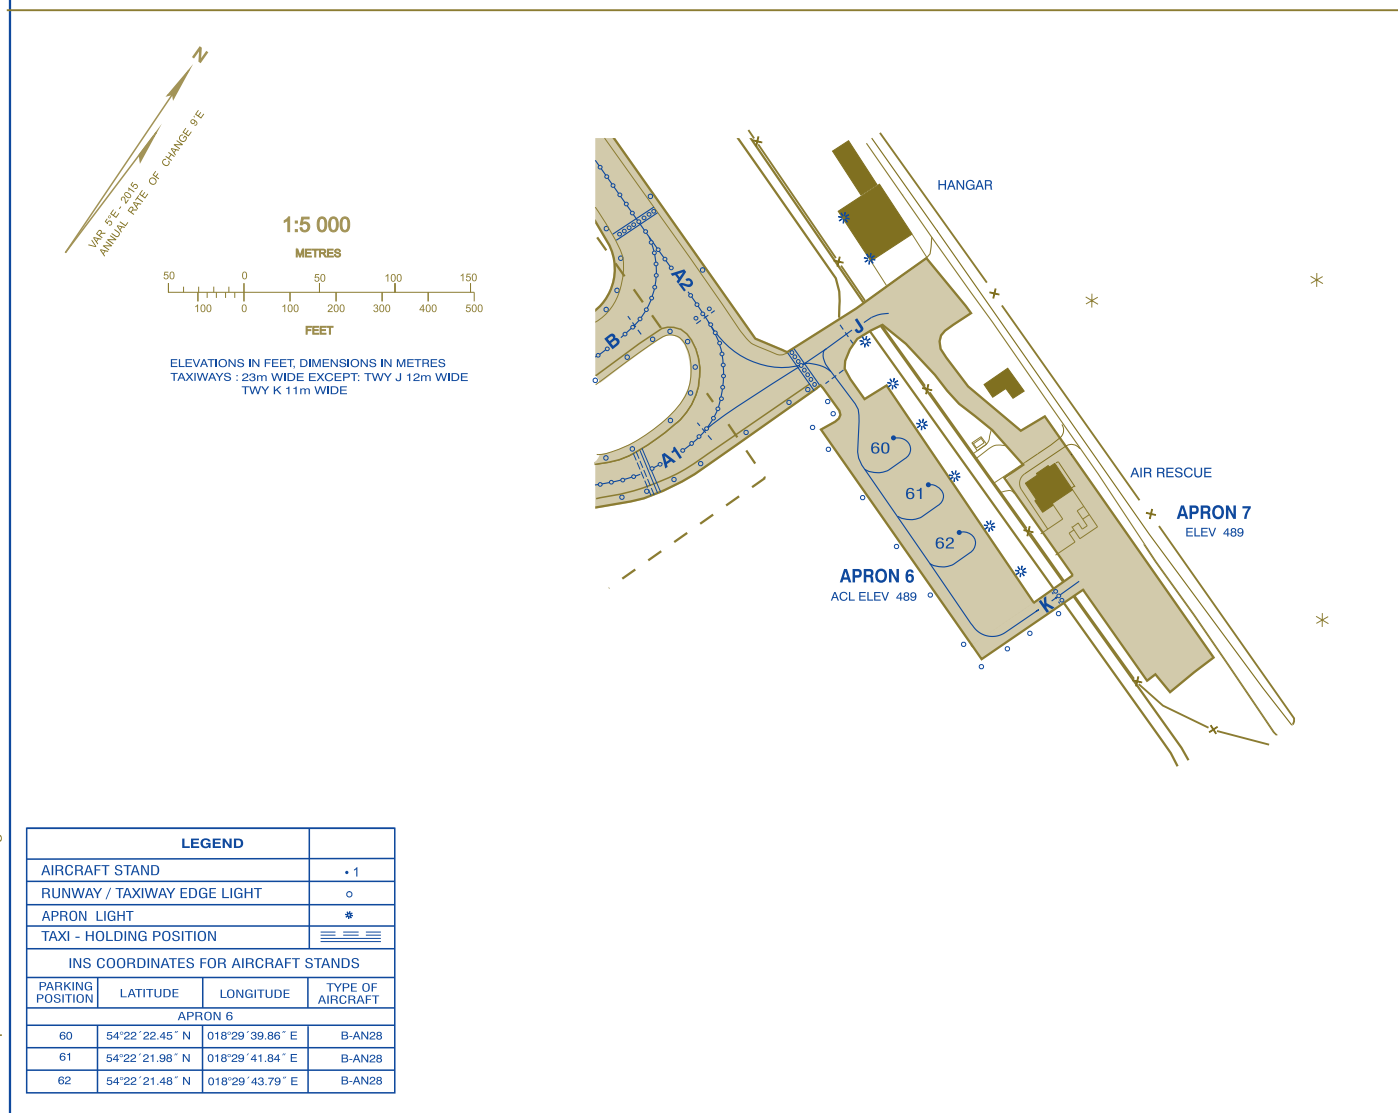 N
VAR 5°E - 2015
ANNUAL RATE OF CHANGE 9'E
1:5 000
METRES
50 0 50 100 150
100 0 100 200 300 400 500
FEET
ELEVATIONS IN FEET, DIMENSIONS IN METRES
TAXIWAYS : 23m WIDE EXCEPT: TWY J 12m WIDE
TWY K 11m WIDE
HANGAR
A2
B
J
A1
60
61
62
AIR RESCUE
APRON 7
ELEV 489
APRON 6
ACL ELEV 489
K
LEGEND
AIRCRAFT STAND 1
RUNWAY / TAXIWAY EDGE LIGHT
APRON LIGHT
TAXI - HOLDING POSITION
INS COORDINATES FOR AIRCRAFT STANDS
PARKING POSITION LATITUDE LONGITUDE TYPE OF AIRCRAFT
APRON 6
60 54°22´22.45˝ N 018°29´39.86˝ E B-AN28
61 54°22´21.98˝ N 018°29´41.84˝ E B-AN28
62 54°22´21.48˝ N 018°29´43.79˝ E B-AN28